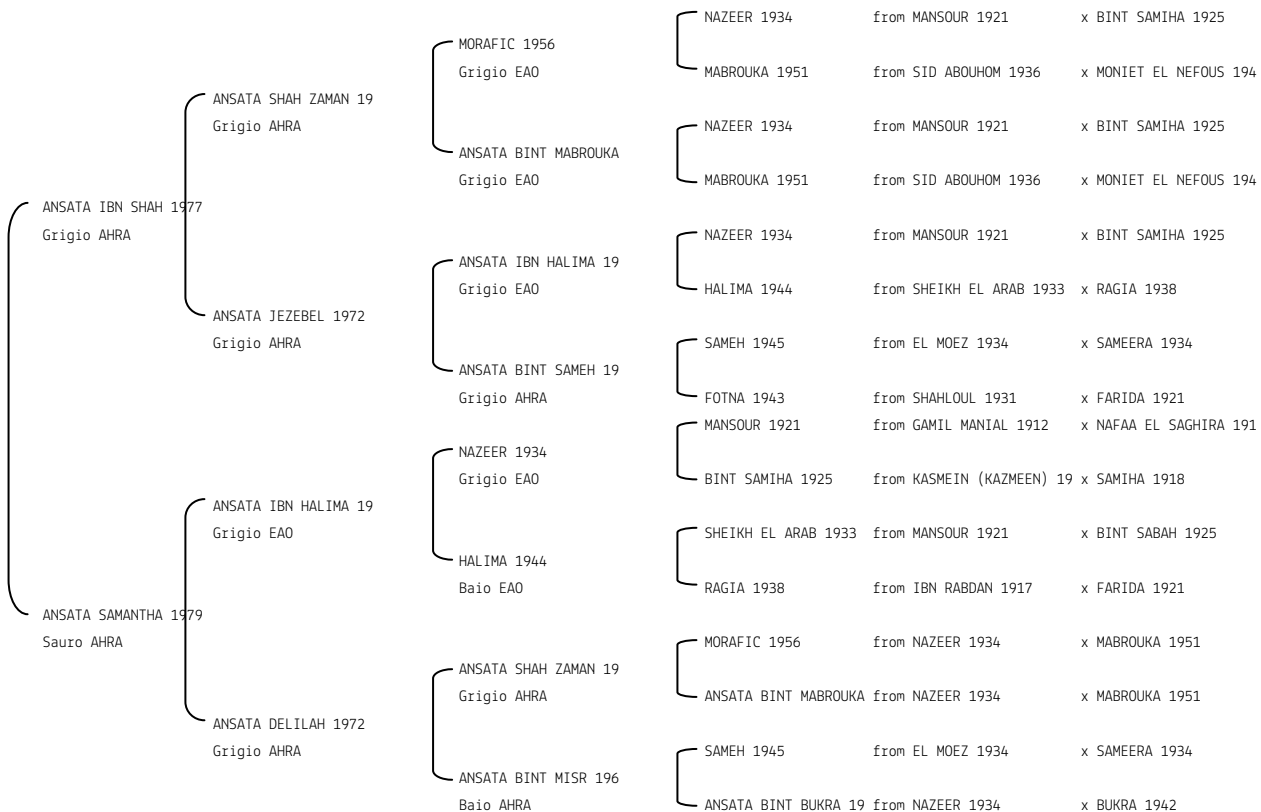 NAZEER 1934 from MANSOUR 1921 x BINT SAMIHA 1925
MORAFIC 1956
Grigio EAO
MABROUKA 1951 from SID ABOUHOM 1936 x MONIET EL NEFOUS 194
ANSATA SHAH ZAMAN 19
Grigio AHRA
NAZEER 1934 from MANSOUR 1921 x BINT SAMIHA 1925
ANSATA BINT MABROUKA
Grigio EAO
MABROUKA 1951 from SID ABOUHOM 1936 x MONIET EL NEFOUS 194
ANSATA IBN SHAH 1977
Grigio AHRA
NAZEER 1934 from MANSOUR 1921 x BINT SAMIHA 1925
ANSATA IBN HALIMA 19
Grigio EAO
HALIMA 1944 from SHEIKH EL ARAB 1933 x RAGIA 1938
ANSATA JEZEBEL 1972
Grigio AHRA
SAMEH 1945 from EL MOEZ 1934 x SAMEERA 1934
ANSATA BINT SAMEH 19
Grigio AHRA
FOTNA 1943 from SHAHLOUL 1931 x FARIDA 1921
MANSOUR 1921 from GAMIL MANIAL 1912 x NAFAA EL SAGHIRA 191
NAZEER 1934
Grigio EAO
BINT SAMIHA 1925 from KASMEIN (KAZMEEN) 19 x SAMIHA 1918
ANSATA IBN HALIMA 19
Grigio EAO
SHEIKH EL ARAB 1933 from MANSOUR 1921 x BINT SABAH 1925
HALIMA 1944
Baio EAO
RAGIA 1938 from IBN RABDAN 1917 x FARIDA 1921
ANSATA SAMANTHA 1979
Sauro AHRA
MORAFIC 1956 from NAZEER 1934 x MABROUKA 1951
ANSATA SHAH ZAMAN 19
Grigio AHRA
ANSATA BINT MABROUKA from NAZEER 1934 x MABROUKA 1951
ANSATA DELILAH 1972
Grigio AHRA
SAMEH 1945 from EL MOEZ 1934 x SAMEERA 1934
ANSATA BINT MISR 196
Baio AHRA
ANSATA BINT BUKRA 19 from NAZEER 1934 x BUKRA 1942